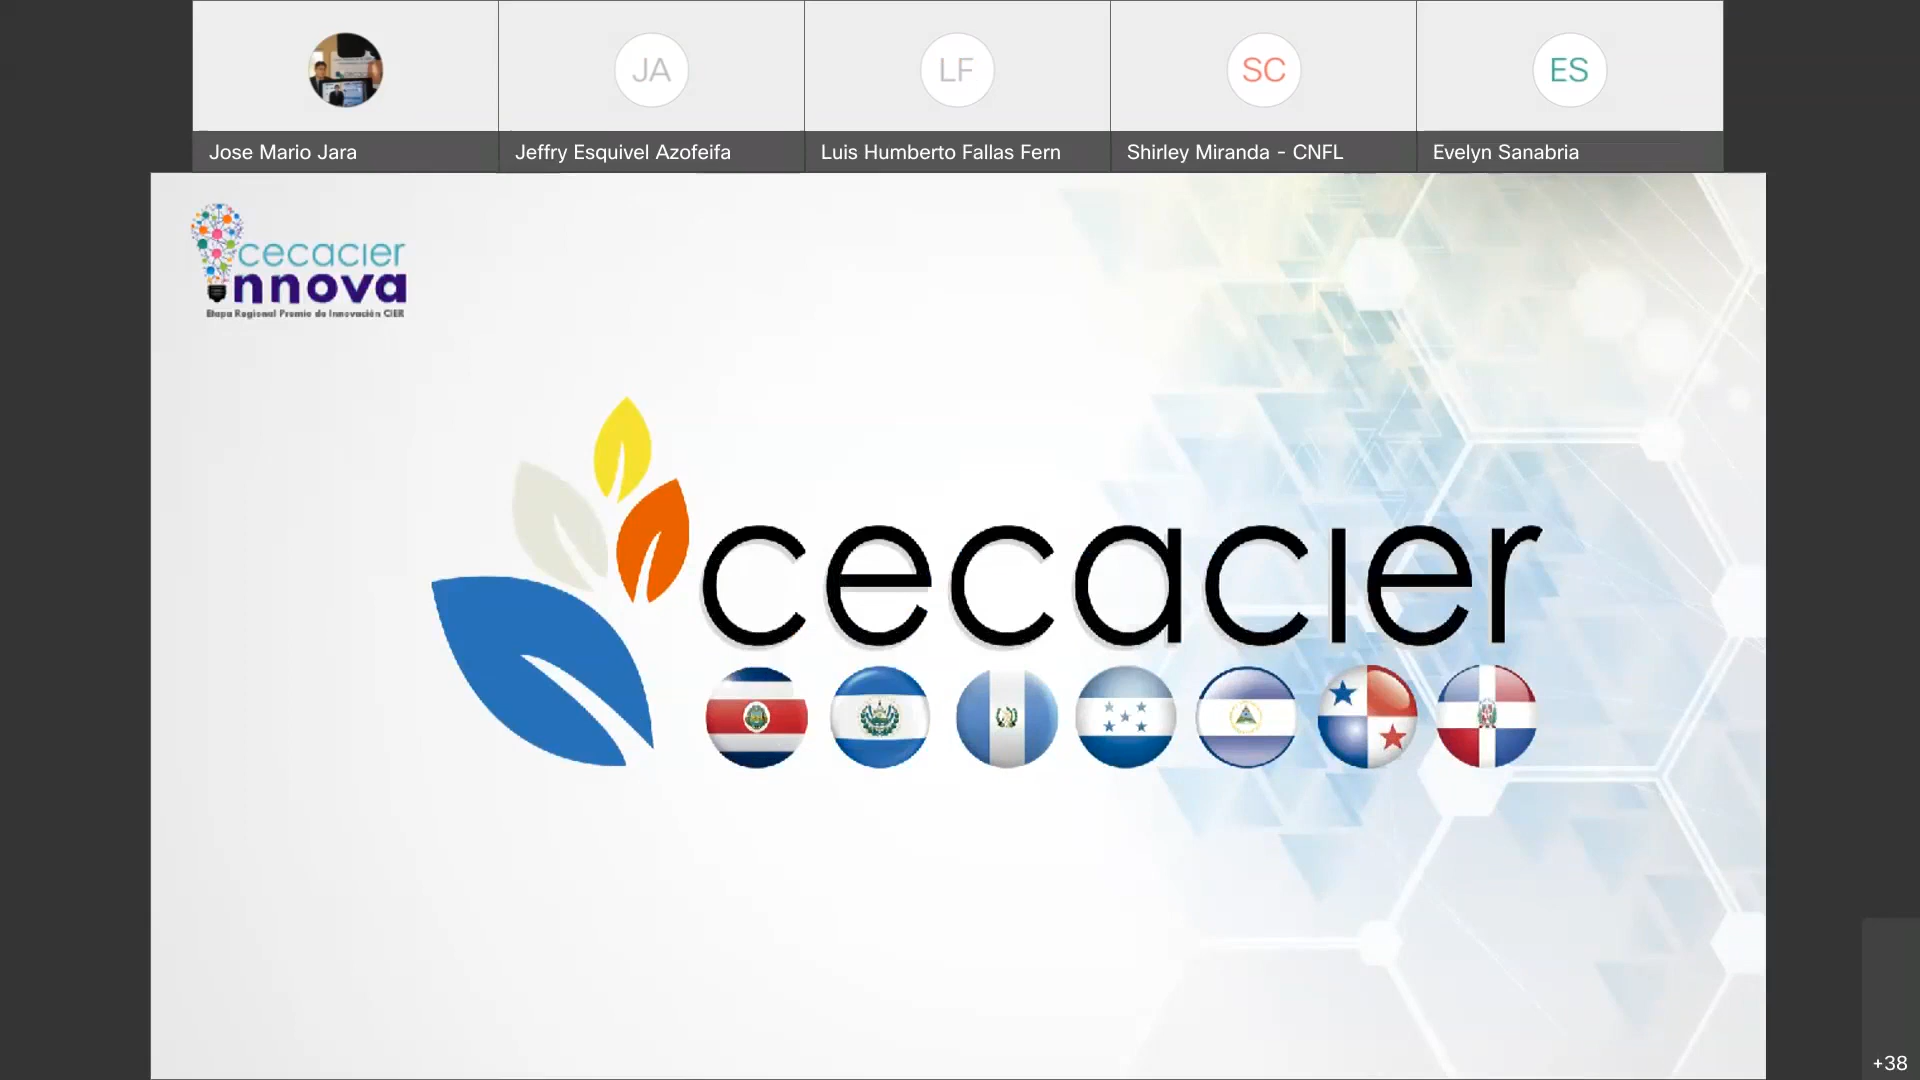 JA
LF
SC
ES
Jose Mario Jara
Jeffry Esquivel Azofeifa
Luis Humberto Fallas Fern
Shirley Miranda - CNFL
Evelyn Sanabria
cecacier
nnova
Etapa Regional Premio de Innovación CIER
cecacier
+38